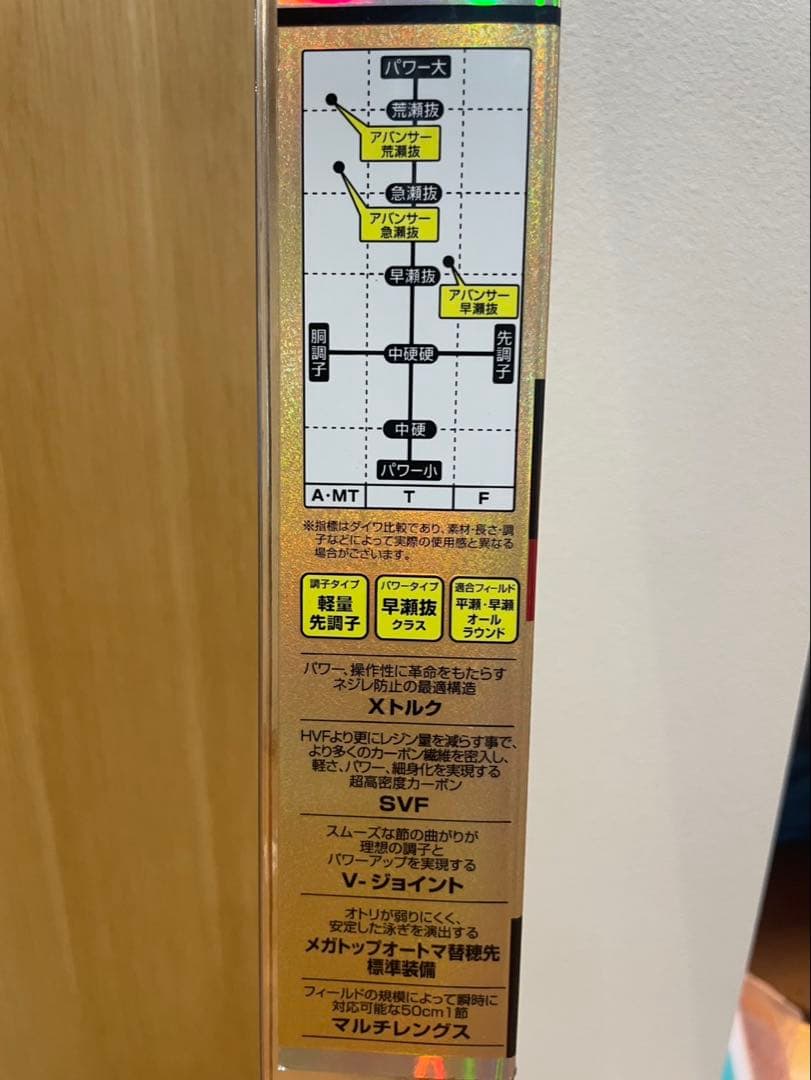 パワー大
荒瀬抜
アバンサー
荒瀬抜
急瀬抜
アバンサー
急瀬抜
早瀬抜
アバンサー
早瀬抜
胴調子
中硬硬
先調子
中硬
パワー小
A・MT
T
F
※指標はダイワ比較であり、素材・長さ・調
子などによって実際の使用感と異なる
場合がございます。
調子タイプ
軽量
先調子
パワータイプ
早瀬抜
クラス
適合フィールド
平瀬・早瀬
オール
ラウンド
パワー、操作性に革命をもたらす
ネジレ防止の最適構造
Xトルク
HVFより更にレジン量を減らす事で、
より多くのカーボン繊維を密入し、
軽さ、パワー、細身化を実現する
超高密度カーボン
SVF
スムーズな節の曲がりが
理想の調子と
パワーアップを実現する
V-ジョイント
オトリが弱りにくく、
安定した泳ぎを演出する
メガトップオートマ替穂先
標準装備
フィールドの規模によって瞬時に
対応可能な50cm1節
マルチレングス